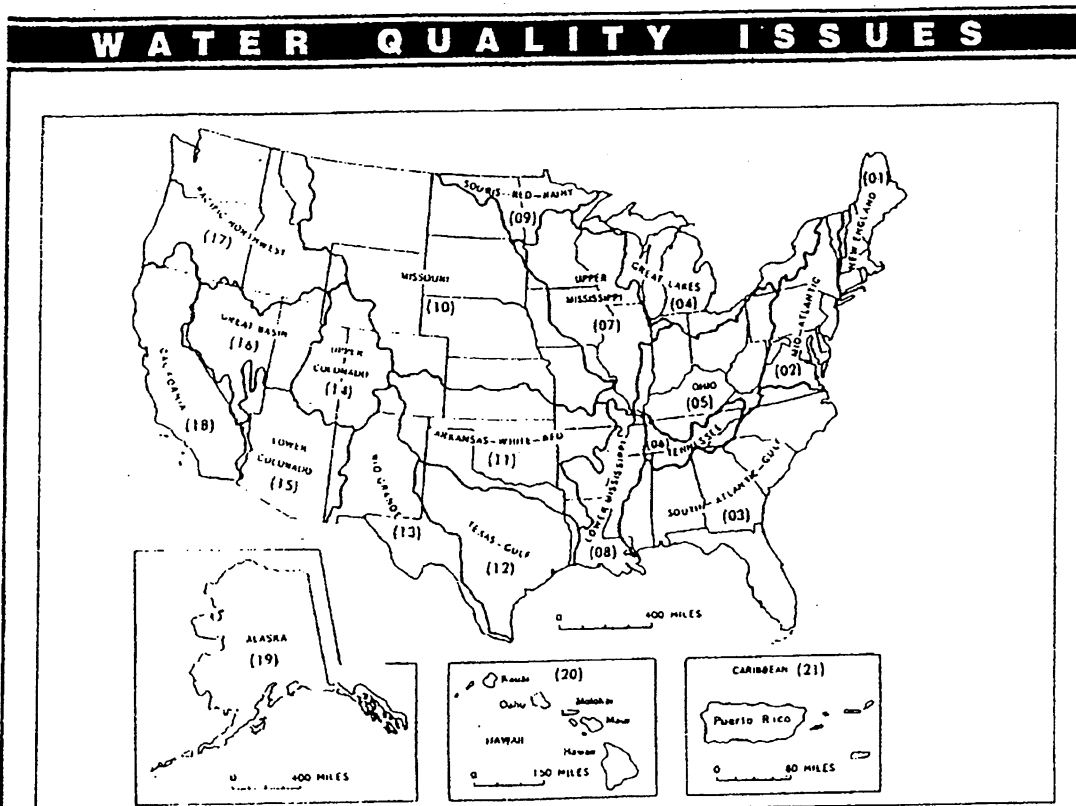 WATER QUALITY ISSUES
(01)
NEW ENGLAND
SOURIS-RED-RAINY
(09)
PACIFIC NORTHWEST
(17)
GREAT LAKES
(04)
MISSOURI
(10)
UPPER
MISSISSIPPI
(07)
MID-ATLANTIC
(02)
GREAT BASIN
(16)
UPPER
COLORADO
(14)
CALIFORNIA
(18)
OHIO
(05)
(06)
TENNESSEE
ARKANSAS-WHITE-RED
(11)
LOWER
COLORADO
(15)
RIO GRANDE
(13)
LOWER MISSISSIPPI
(08)
SOUTH-ATLANTIC-GULF
(03)
TEXAS-GULF
(12)
0 400 MILES
ALASKA
(19)
0 400 MILES
(20)
Kauai
Oahu
Molokai
Maui
HAWAII
Hawaii
0 150 MILES
CARIBBEAN (21)
Puerto Rico
0 60 MILES